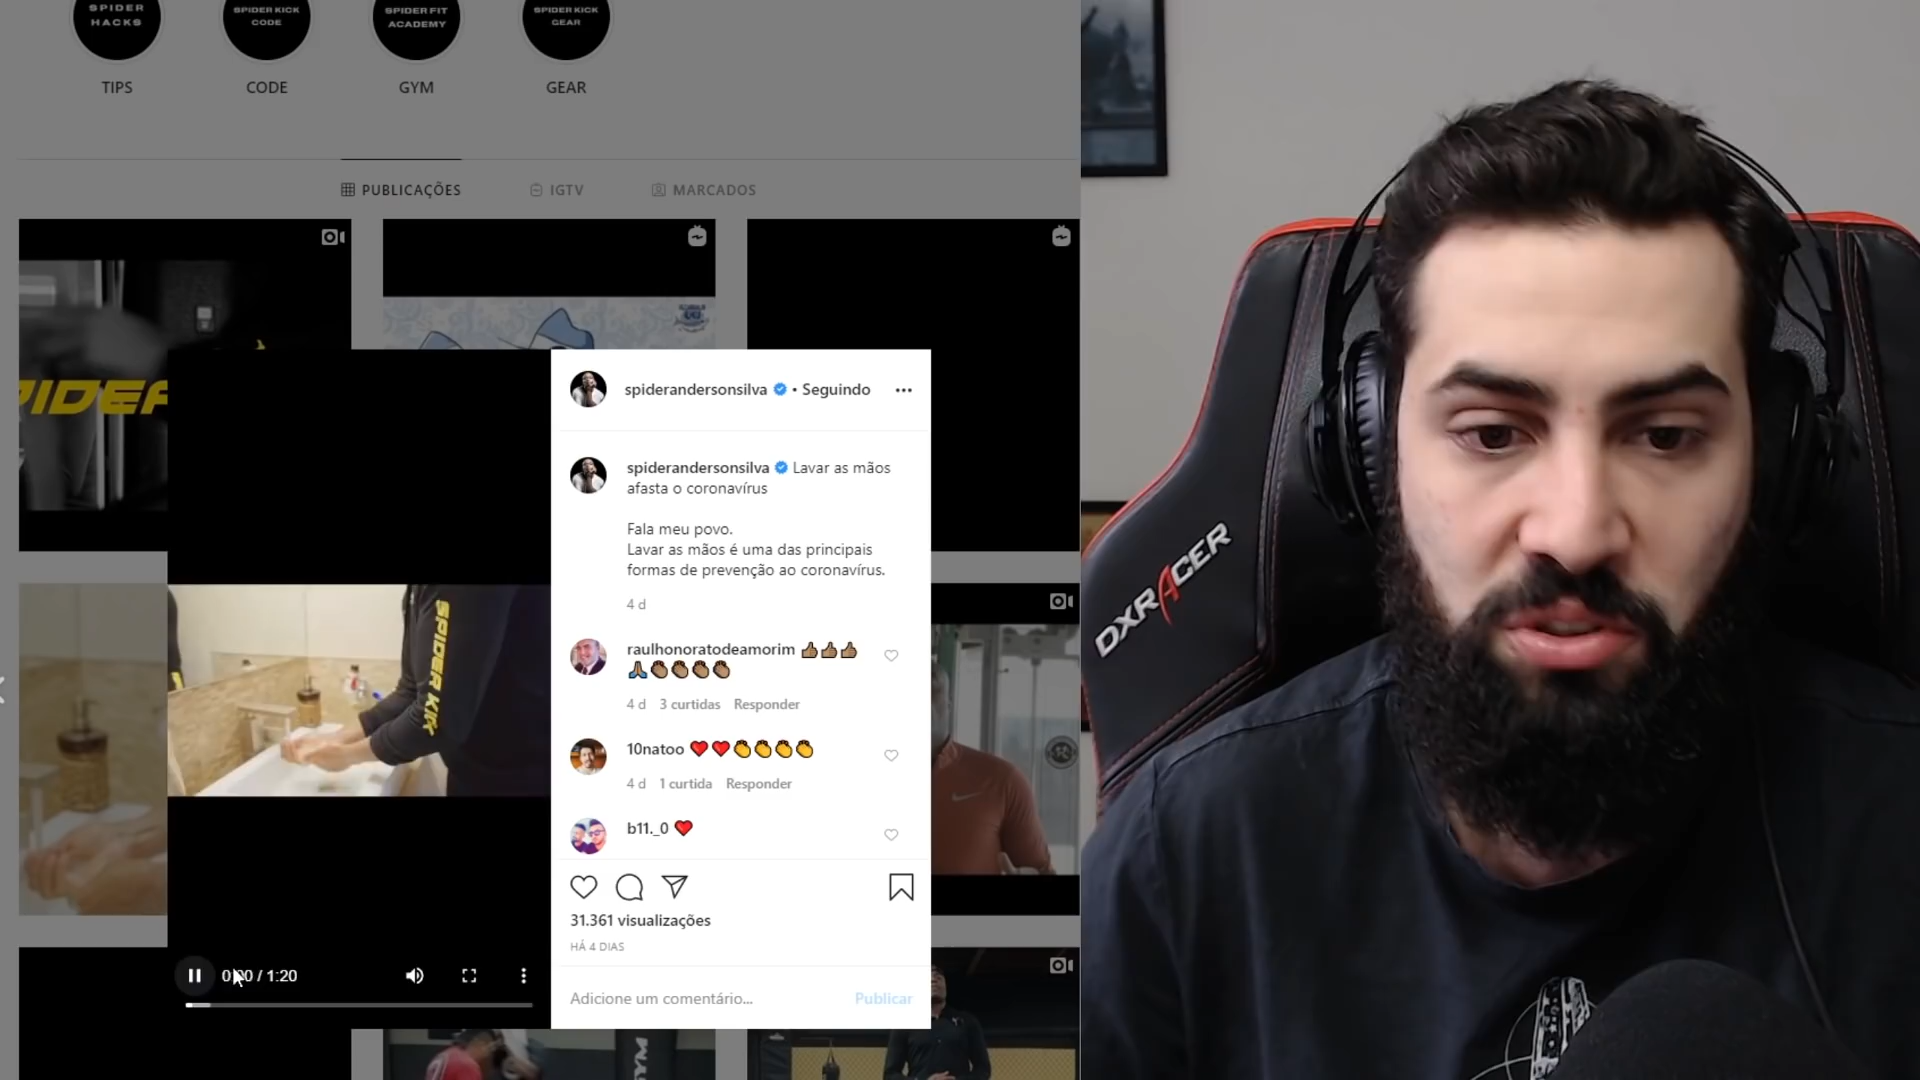 SPIDER
HACKS
SPIDER KICK
CODE
SPIDER FIT
ACADEMY
SPIDER KICK
GEAR
TIPS
CODE
GYM
GEAR
PUBLICAÇÕES
IGTV
MARCADOS
spiderandersonsilva • Seguindo
spiderandersonsilva Lavar as mãos
afasta o coronavírus
Fala meu povo.
Lavar as mãos é uma das principais
formas de prevenção ao coronavírus.
4 d
raulhonoratodeamorim 👍🏽👍🏽👍🏽
🙏🏽👏🏽👏🏽👏🏽👏🏽
4 d 3 curtidas Responder
10natoo ❤️❤️👏👏👏👏
4 d 1 curtida Responder
b11._0 ❤️
31.361 visualizações
HÁ 4 DIAS
Adicione um comentário...
Publicar
/ 1:20
SPIDER KICK
DXRACER
GYM